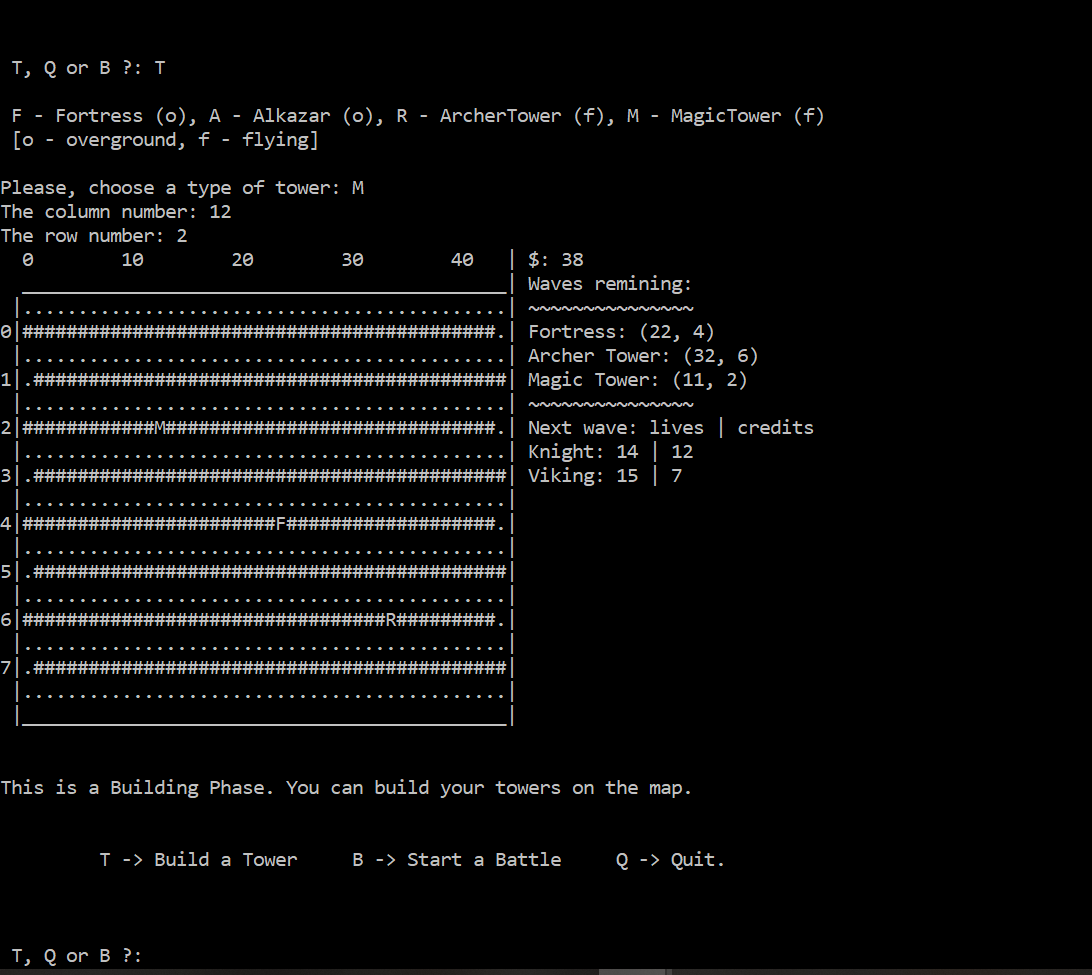 T, Q or B ?: T
F - Fortress (o), A - Alkazar (o), R - ArcherTower (f), M - MagicTower (f)
[o - overground, f - flying]
Please, choose a type of tower: M
The column number: 12
The row number: 2
  0        10        20        30        40   | $: 38
  ____________________________________________| Waves remining:
 |............................................| ~~~~~~~~~~~~~~~
0|###########################################.| Fortress: (22, 4)
 |............................................| Archer Tower: (32, 6)
1|.###########################################| Magic Tower: (11, 2)
 |............................................| ~~~~~~~~~~~~~~~
2|############M##############################.| Next wave: lives | credits
 |............................................| Knight: 14 | 12
3|.###########################################| Viking: 15 | 7
 |............................................|
4|#######################F###################.|
 |............................................|
5|.###########################################|
 |............................................|
6|#################################R#########.|
 |............................................|
7|.###########################################|
 |............................................|
 |____________________________________________|
This is a Building Phase. You can build your towers on the map.
T -> Build a Tower     B -> Start a Battle     Q -> Quit.
T, Q or B ?: